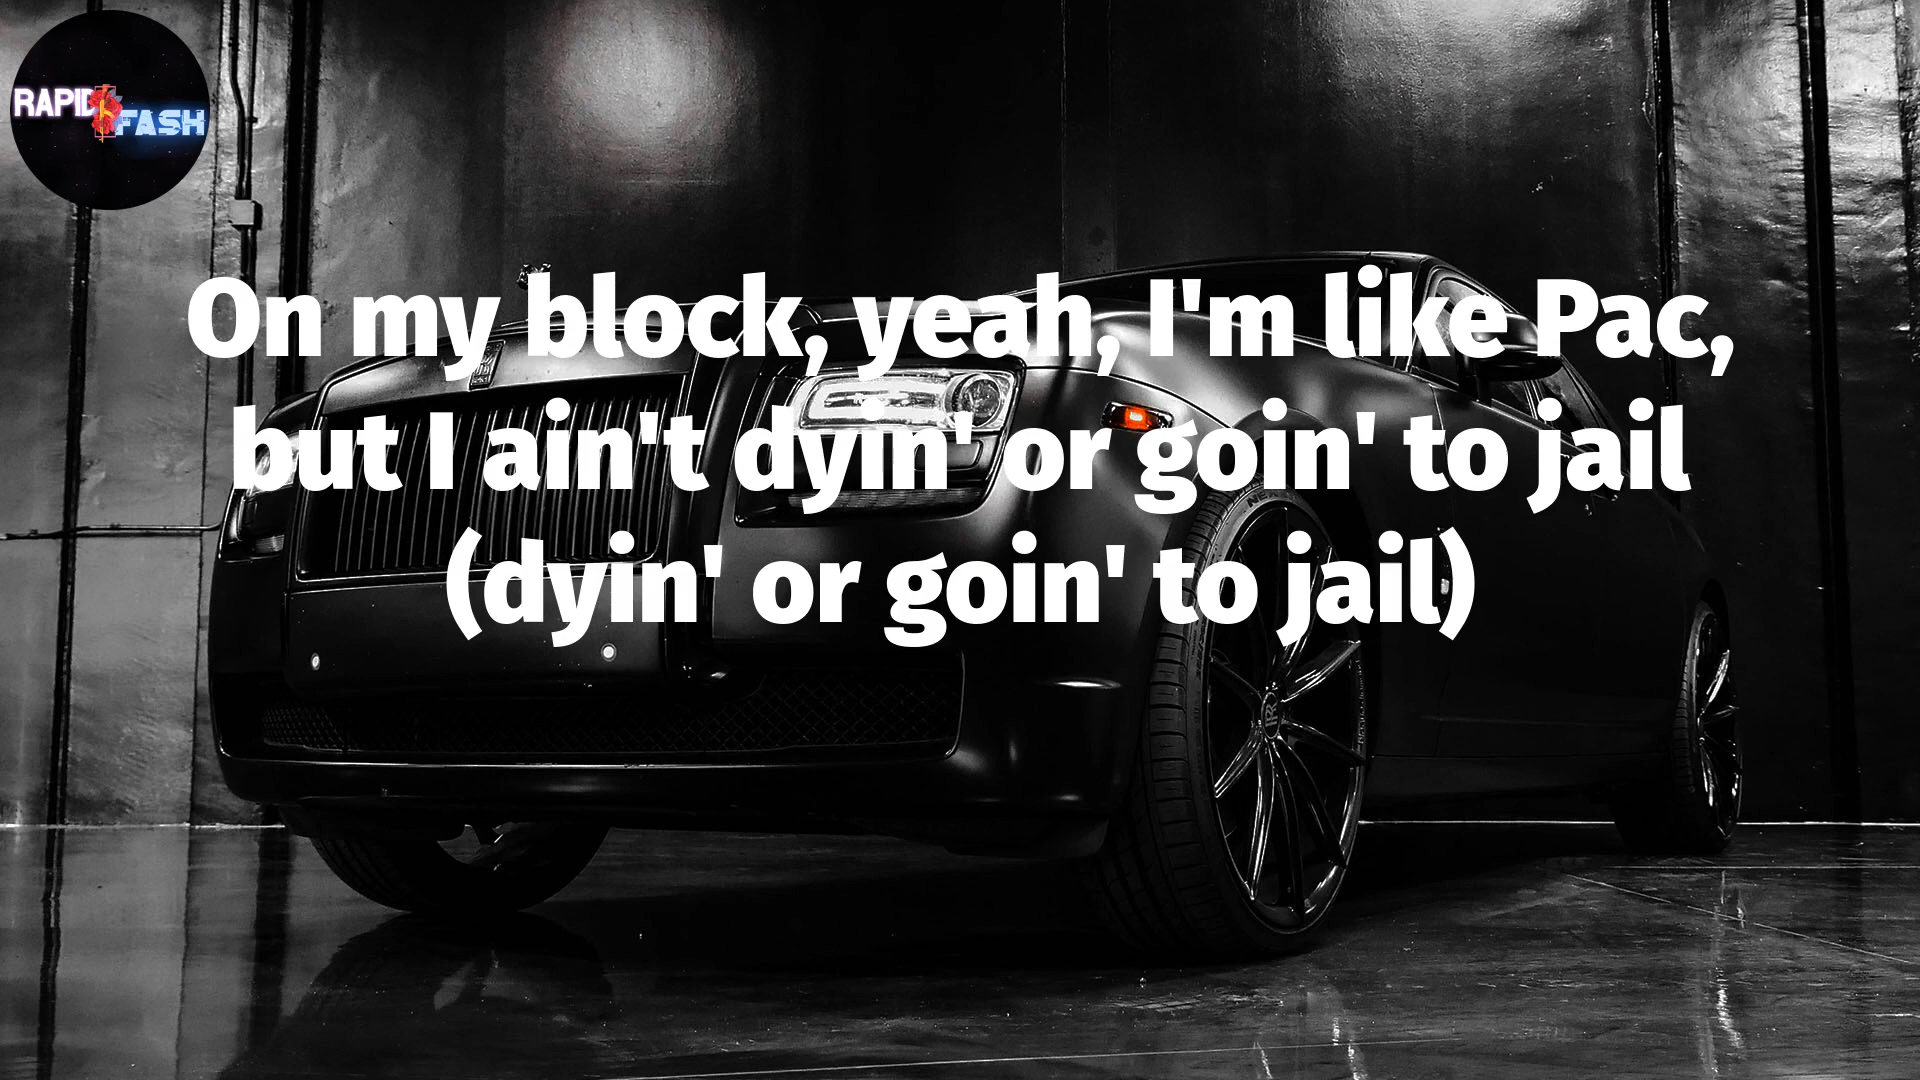 RAPID FASH
On my block, yeah, I'm like Pac,
but I ain't dyin' or goin' to jail
(dyin' or goin' to jail)